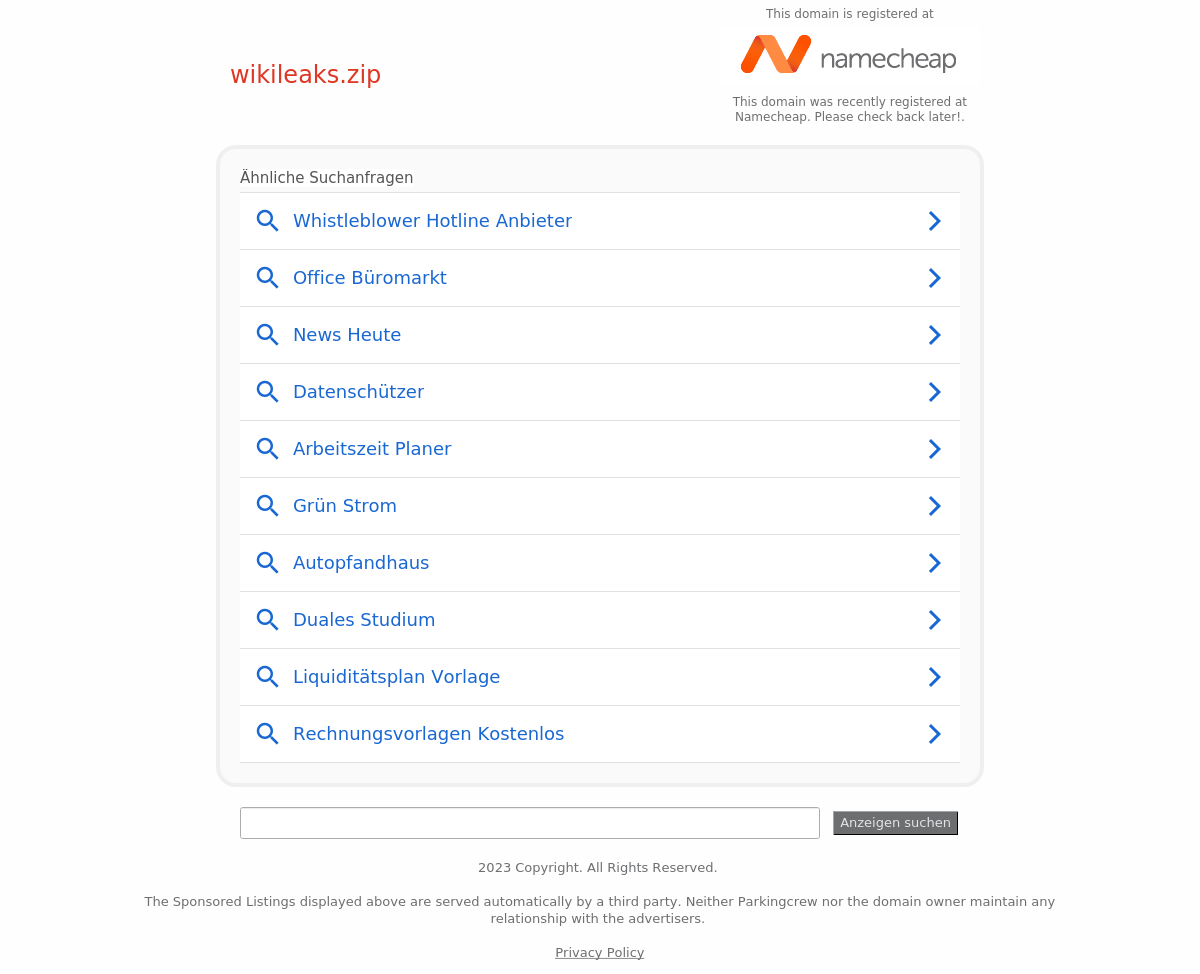 This domain is registered at
namecheap
wikileaks.zip
This domain was recently registered at
Namecheap. Please check back later!.
Ähnliche Suchanfragen
Whistleblower Hotline Anbieter
Office Büromarkt
News Heute
Datenschützer
Arbeitszeit Planer
Grün Strom
Autopfandhaus
Duales Studium
Liquiditätsplan Vorlage
Rechnungsvorlagen Kostenlos
Anzeigen suchen
2023 Copyright. All Rights Reserved.
The Sponsored Listings displayed above are served automatically by a third party. Neither Parkingcrew nor the domain owner maintain any
relationship with the advertisers.
Privacy Policy